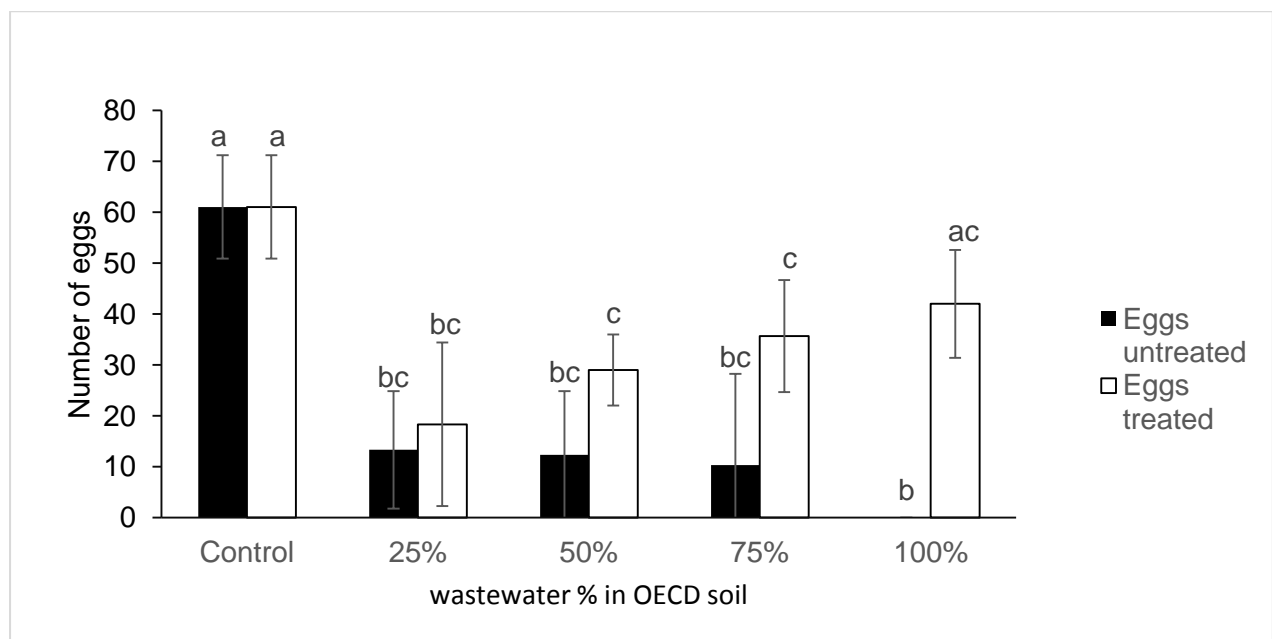 Number of eggs
80
70
60
50
40
30
20
10
0
a a
bc bc
bc c
bc c
b ac
Control 25% 50% 75% 100%
wastewater % in OECD soil
Eggs
untreated
Eggs
treated